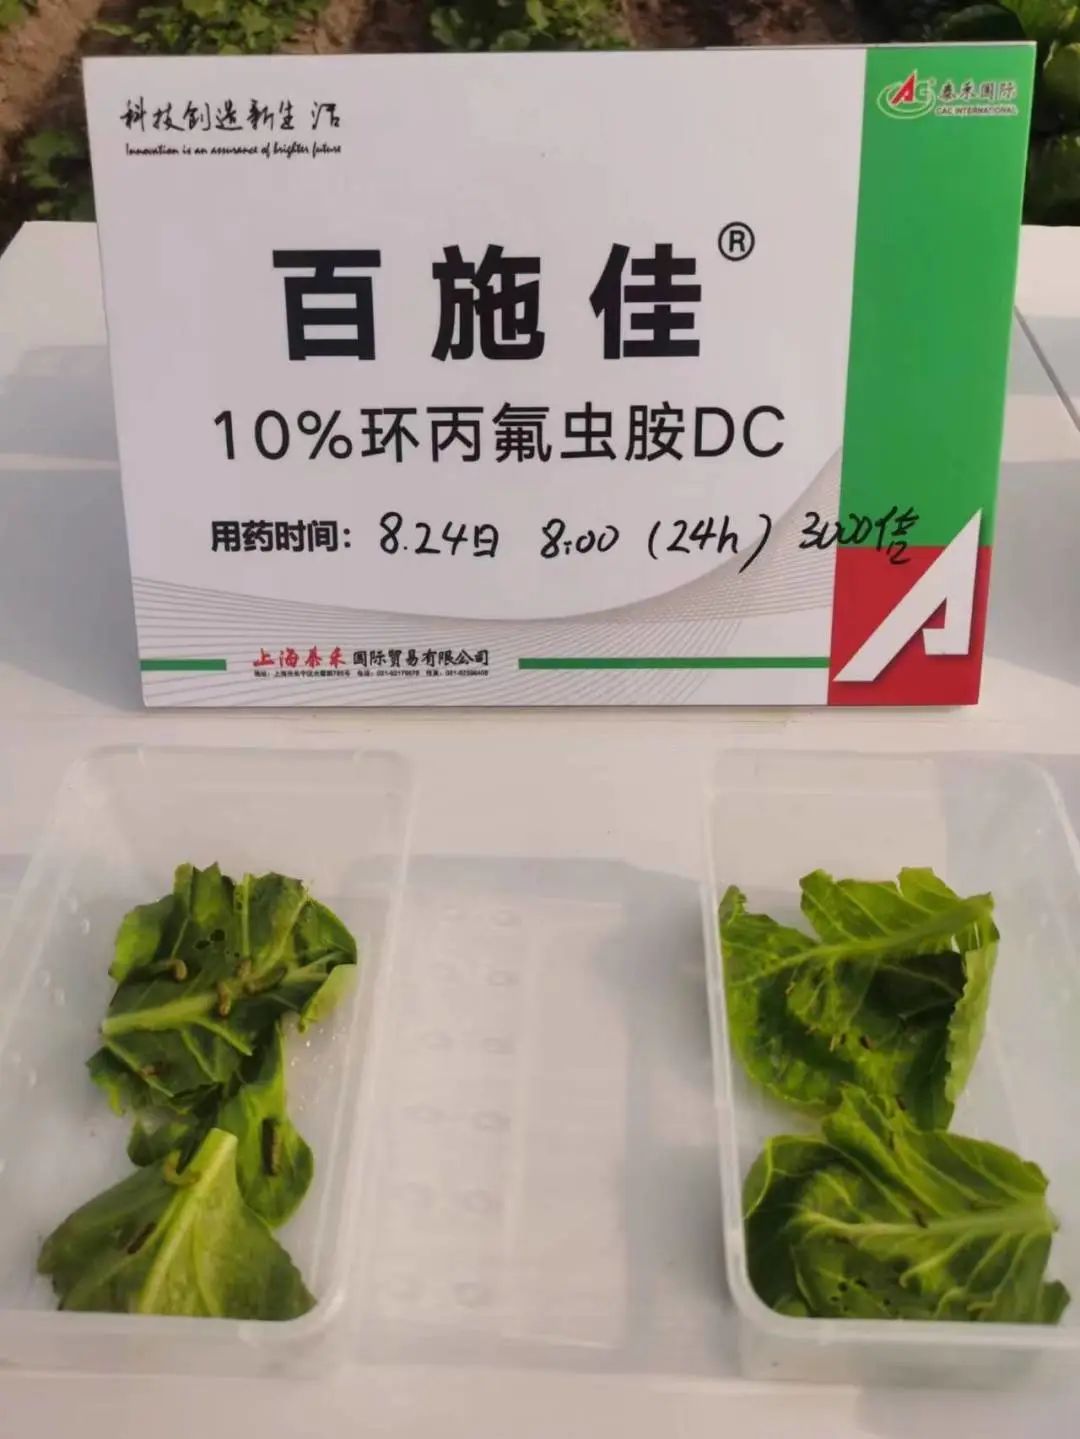 科技创造新生活
Innovation is an assurance of brighter future
AC®
泰禾国际
CAC INTERNATIONAL
百施佳®
10%环丙氟虫胺DC
用药时间: 8.24日 8:00 (24h) 3000倍
上海泰禾国际贸易有限公司